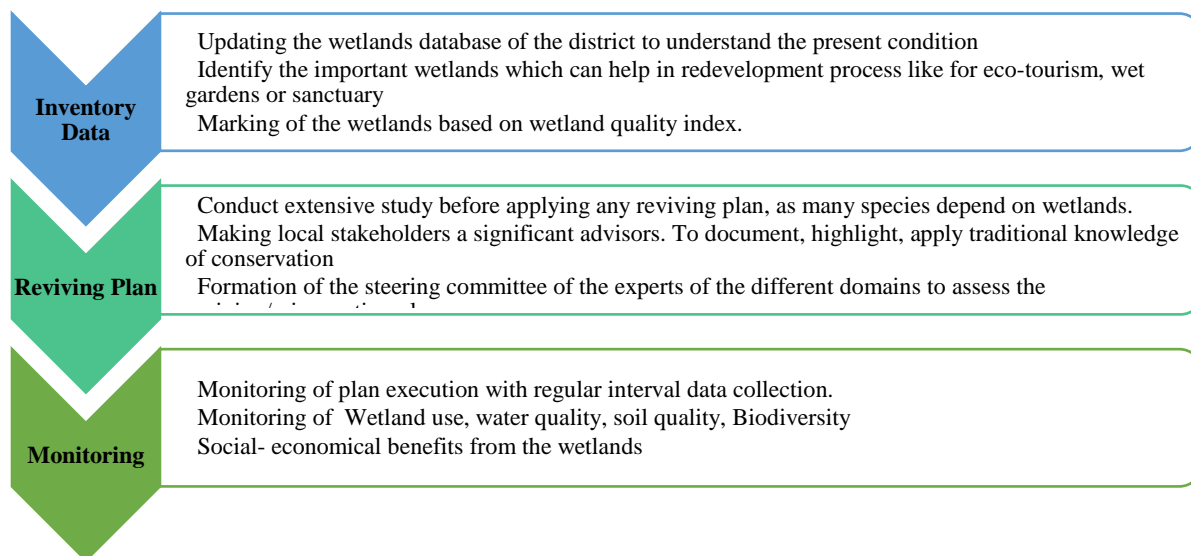 Inventory
Data
Updating the wetlands database of the district to understand the present condition
Identify the important wetlands which can help in redevelopment process like for eco-tourism, wet
gardens or sanctuary
Marking of the wetlands based on wetland quality index.
Reviving Plan
Conduct extensive study before applying any reviving plan, as many species depend on wetlands.
Making local stakeholders a significant advisors. To document, highlight, apply traditional knowledge
of conservation
Formation of the steering committee of the experts of the different domains to assess the
Monitoring
Monitoring of plan execution with regular interval data collection.
Monitoring of Wetland use, water quality, soil quality, Biodiversity
Social- economical benefits from the wetlands